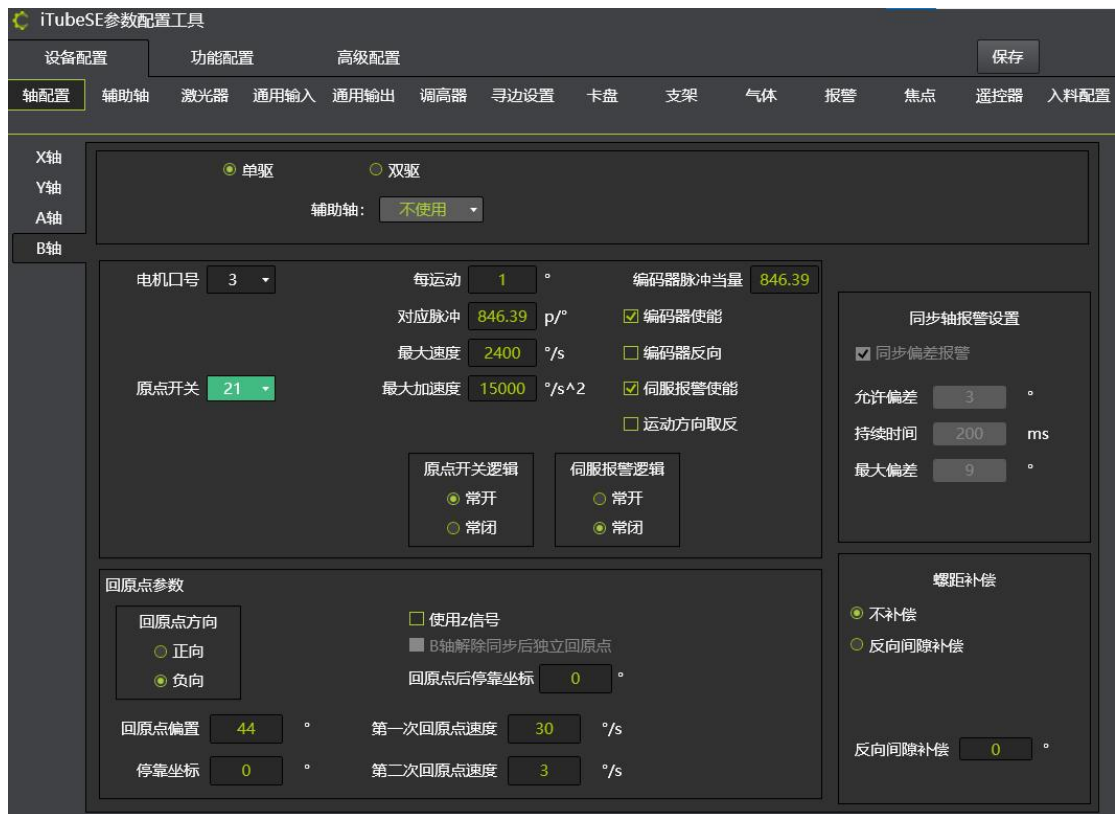 iTubeSE参数配置工具
设备配置 功能配置 高级配置 保存
轴配置 辅助轴 激光器 通用输入 通用输出 调高器 寻边设置 卡盘 支架 气体 报警 焦点 遥控器 入料配置
X轴
Y轴
A轴
B轴
单驱 双驱
辅助轴: 不使用
电机口号 3 每运动 1 ° 编码器脉冲当量 846.39
对应脉冲 846.39 p/° 编码器使能
最大速度 2400 °/s 编码器反向
原点开关 21 最大加速度 15000 °/s^2 伺服报警使能
运动方向取反
原点开关逻辑 伺服报警逻辑
常开 常开
常闭 常闭
同步轴报警设置
同步偏差报警
允许偏差 3 °
持续时间 200 ms
最大偏差 9 °
回原点参数
回原点方向 使用z信号
正向 B轴解除同步后独立回原点
负向 回原点后停靠坐标 0 °
回原点偏置 44 ° 第一次回原点速度 30 °/s
停靠坐标 0 ° 第二次回原点速度 3 °/s
螺距补偿
不补偿
反向间隙补偿
反向间隙补偿 0 °